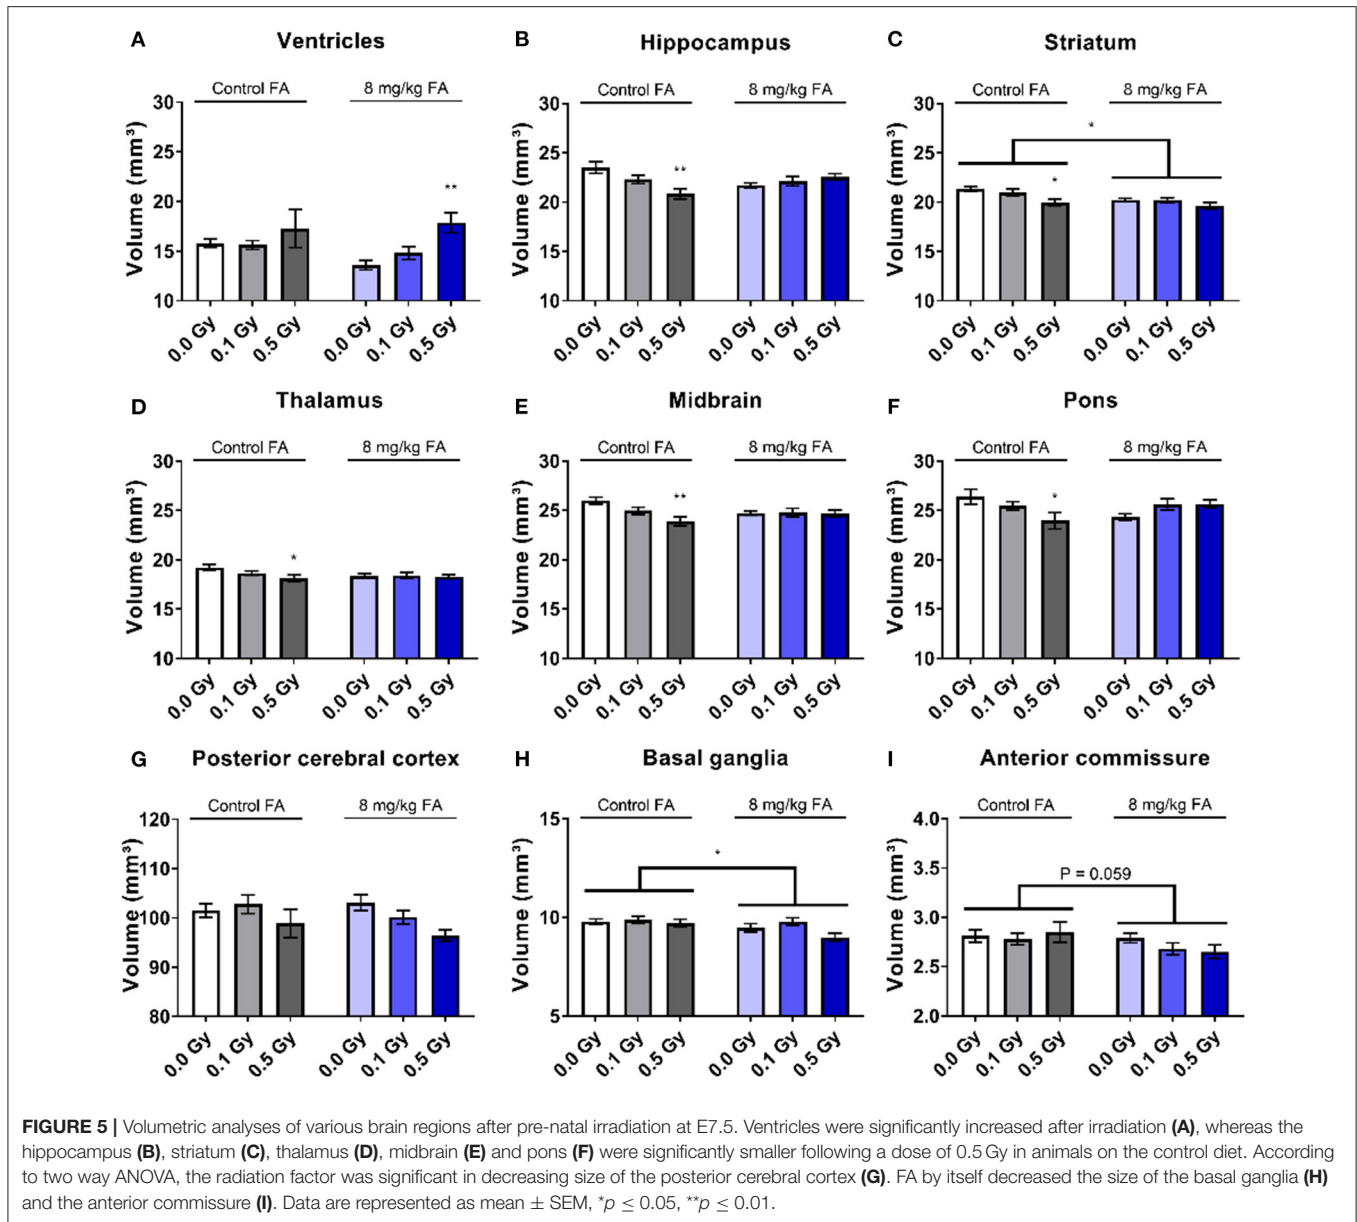 A
Ventricles
Control FA
8 mg/kg FA
Volume (mm³)
30
25
20
15
10
**
0.0 Gy
0.1 Gy
0.5 Gy
0.0 Gy
0.1 Gy
0.5 Gy
B
Hippocampus
Control FA
8 mg/kg FA
Volume (mm³)
30
25
20
15
10
**
0.0 Gy
0.1 Gy
0.5 Gy
0.0 Gy
0.1 Gy
0.5 Gy
C
Striatum
Control FA
8 mg/kg FA
Volume (mm³)
30
25
20
15
10
*
*
0.0 Gy
0.1 Gy
0.5 Gy
0.0 Gy
0.1 Gy
0.5 Gy
D
Thalamus
Control FA
8 mg/kg FA
Volume (mm³)
30
25
20
15
10
*
0.0 Gy
0.1 Gy
0.5 Gy
0.0 Gy
0.1 Gy
0.5 Gy
E
Midbrain
Control FA
8 mg/kg FA
Volume (mm³)
30
25
20
15
10
**
0.0 Gy
0.1 Gy
0.5 Gy
0.0 Gy
0.1 Gy
0.5 Gy
F
Pons
Control FA
8 mg/kg FA
Volume (mm³)
30
25
20
15
10
*
0.0 Gy
0.1 Gy
0.5 Gy
0.0 Gy
0.1 Gy
0.5 Gy
G
Posterior cerebral cortex
Control FA
8 mg/kg FA
Volume (mm³)
120
110
100
90
80
0.0 Gy
0.1 Gy
0.5 Gy
0.0 Gy
0.1 Gy
0.5 Gy
H
Basal ganglia
Control FA
8 mg/kg FA
Volume (mm³)
15
10
5
*
0.0 Gy
0.1 Gy
0.5 Gy
0.0 Gy
0.1 Gy
0.5 Gy
I
Anterior commissure
Control FA
8 mg/kg FA
Volume (mm³)
4.0
3.5
3.0
2.5
2.0
P = 0.059
0.0 Gy
0.1 Gy
0.5 Gy
0.0 Gy
0.1 Gy
0.5 Gy
FIGURE 5 | Volumetric analyses of various brain regions after pre-natal irradiation at E7.5. Ventricles were significantly increased after irradiation (A), whereas the
hippocampus (B), striatum (C), thalamus (D), midbrain (E) and pons (F) were significantly smaller following a dose of 0.5 Gy in animals on the control diet. According
to two way ANOVA, the radiation factor was significant in decreasing size of the posterior cerebral cortex (G). FA by itself decreased the size of the basal ganglia (H)
and the anterior commissure (I). Data are represented as mean ± SEM, *p ≤ 0.05, **p ≤ 0.01.